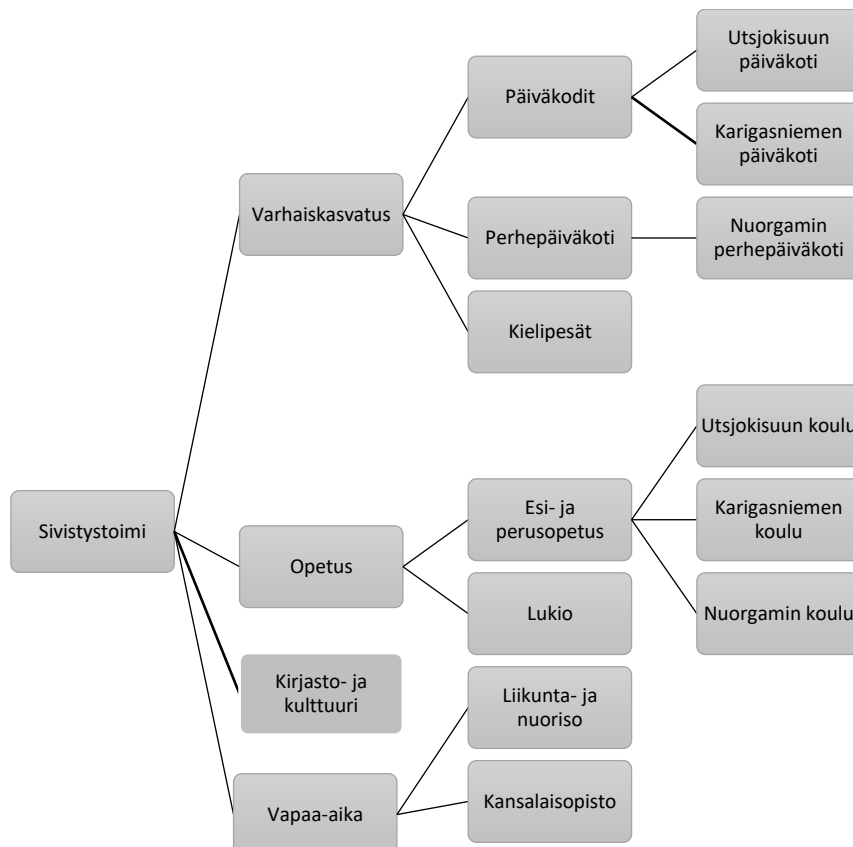 Utsjokisuun
päiväkoti
Päiväkodit
Karigasniemen
päiväkoti
Varhaiskasvatus
Perhepäiväkoti
Nuorgamin
perhepäiväkoti
Kielipesät
Utsjokisuun koulu
Sivistystoimi
Esi- ja
perusopetus
Karigasniemen
koulu
Opetus
Lukio
Nuorgamin koulu
Kirjasto- ja
kulttuuri
Liikunta- ja
nuoriso
Vapaa-aika
Kansalaisopisto